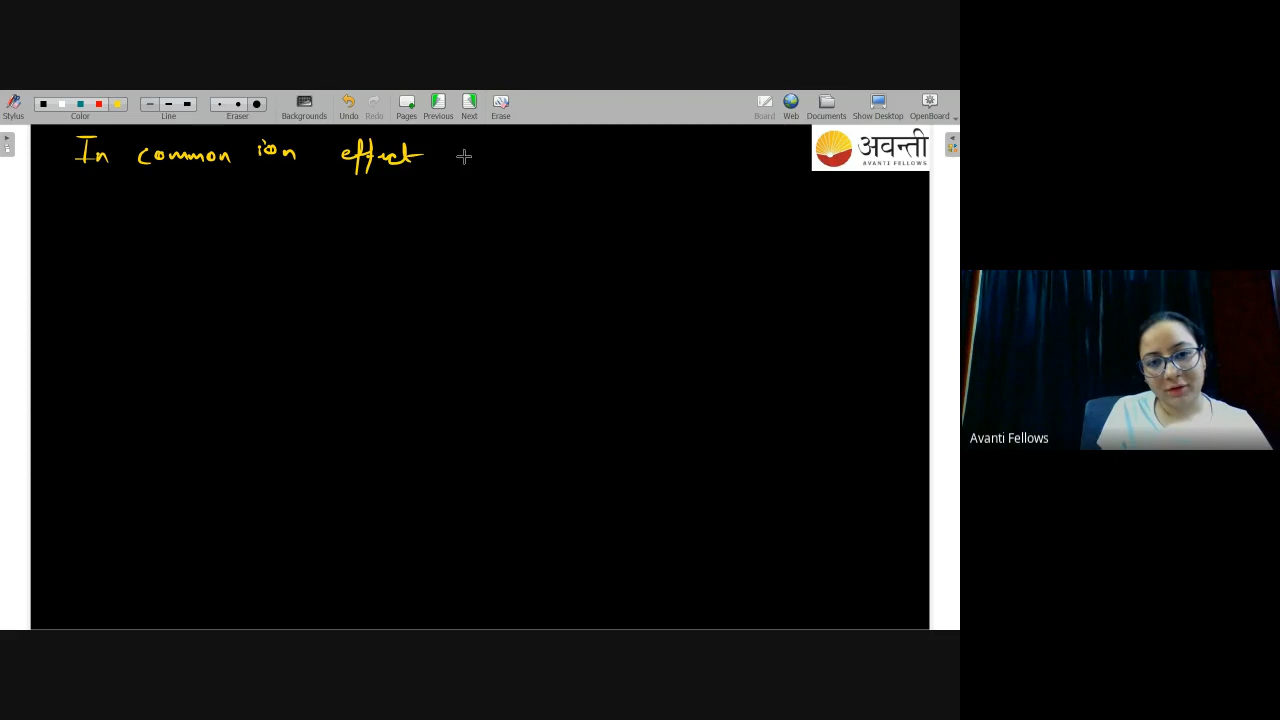 Stylus
Color
Line
Eraser
Backgrounds
Undo
Redo
Pages
Previous
Next
Erase
Board
Web
Documents
Show Desktop
OpenBoard
In common ion effect
अवन्ती
AVANTI FELLOWS
Avanti Fellows